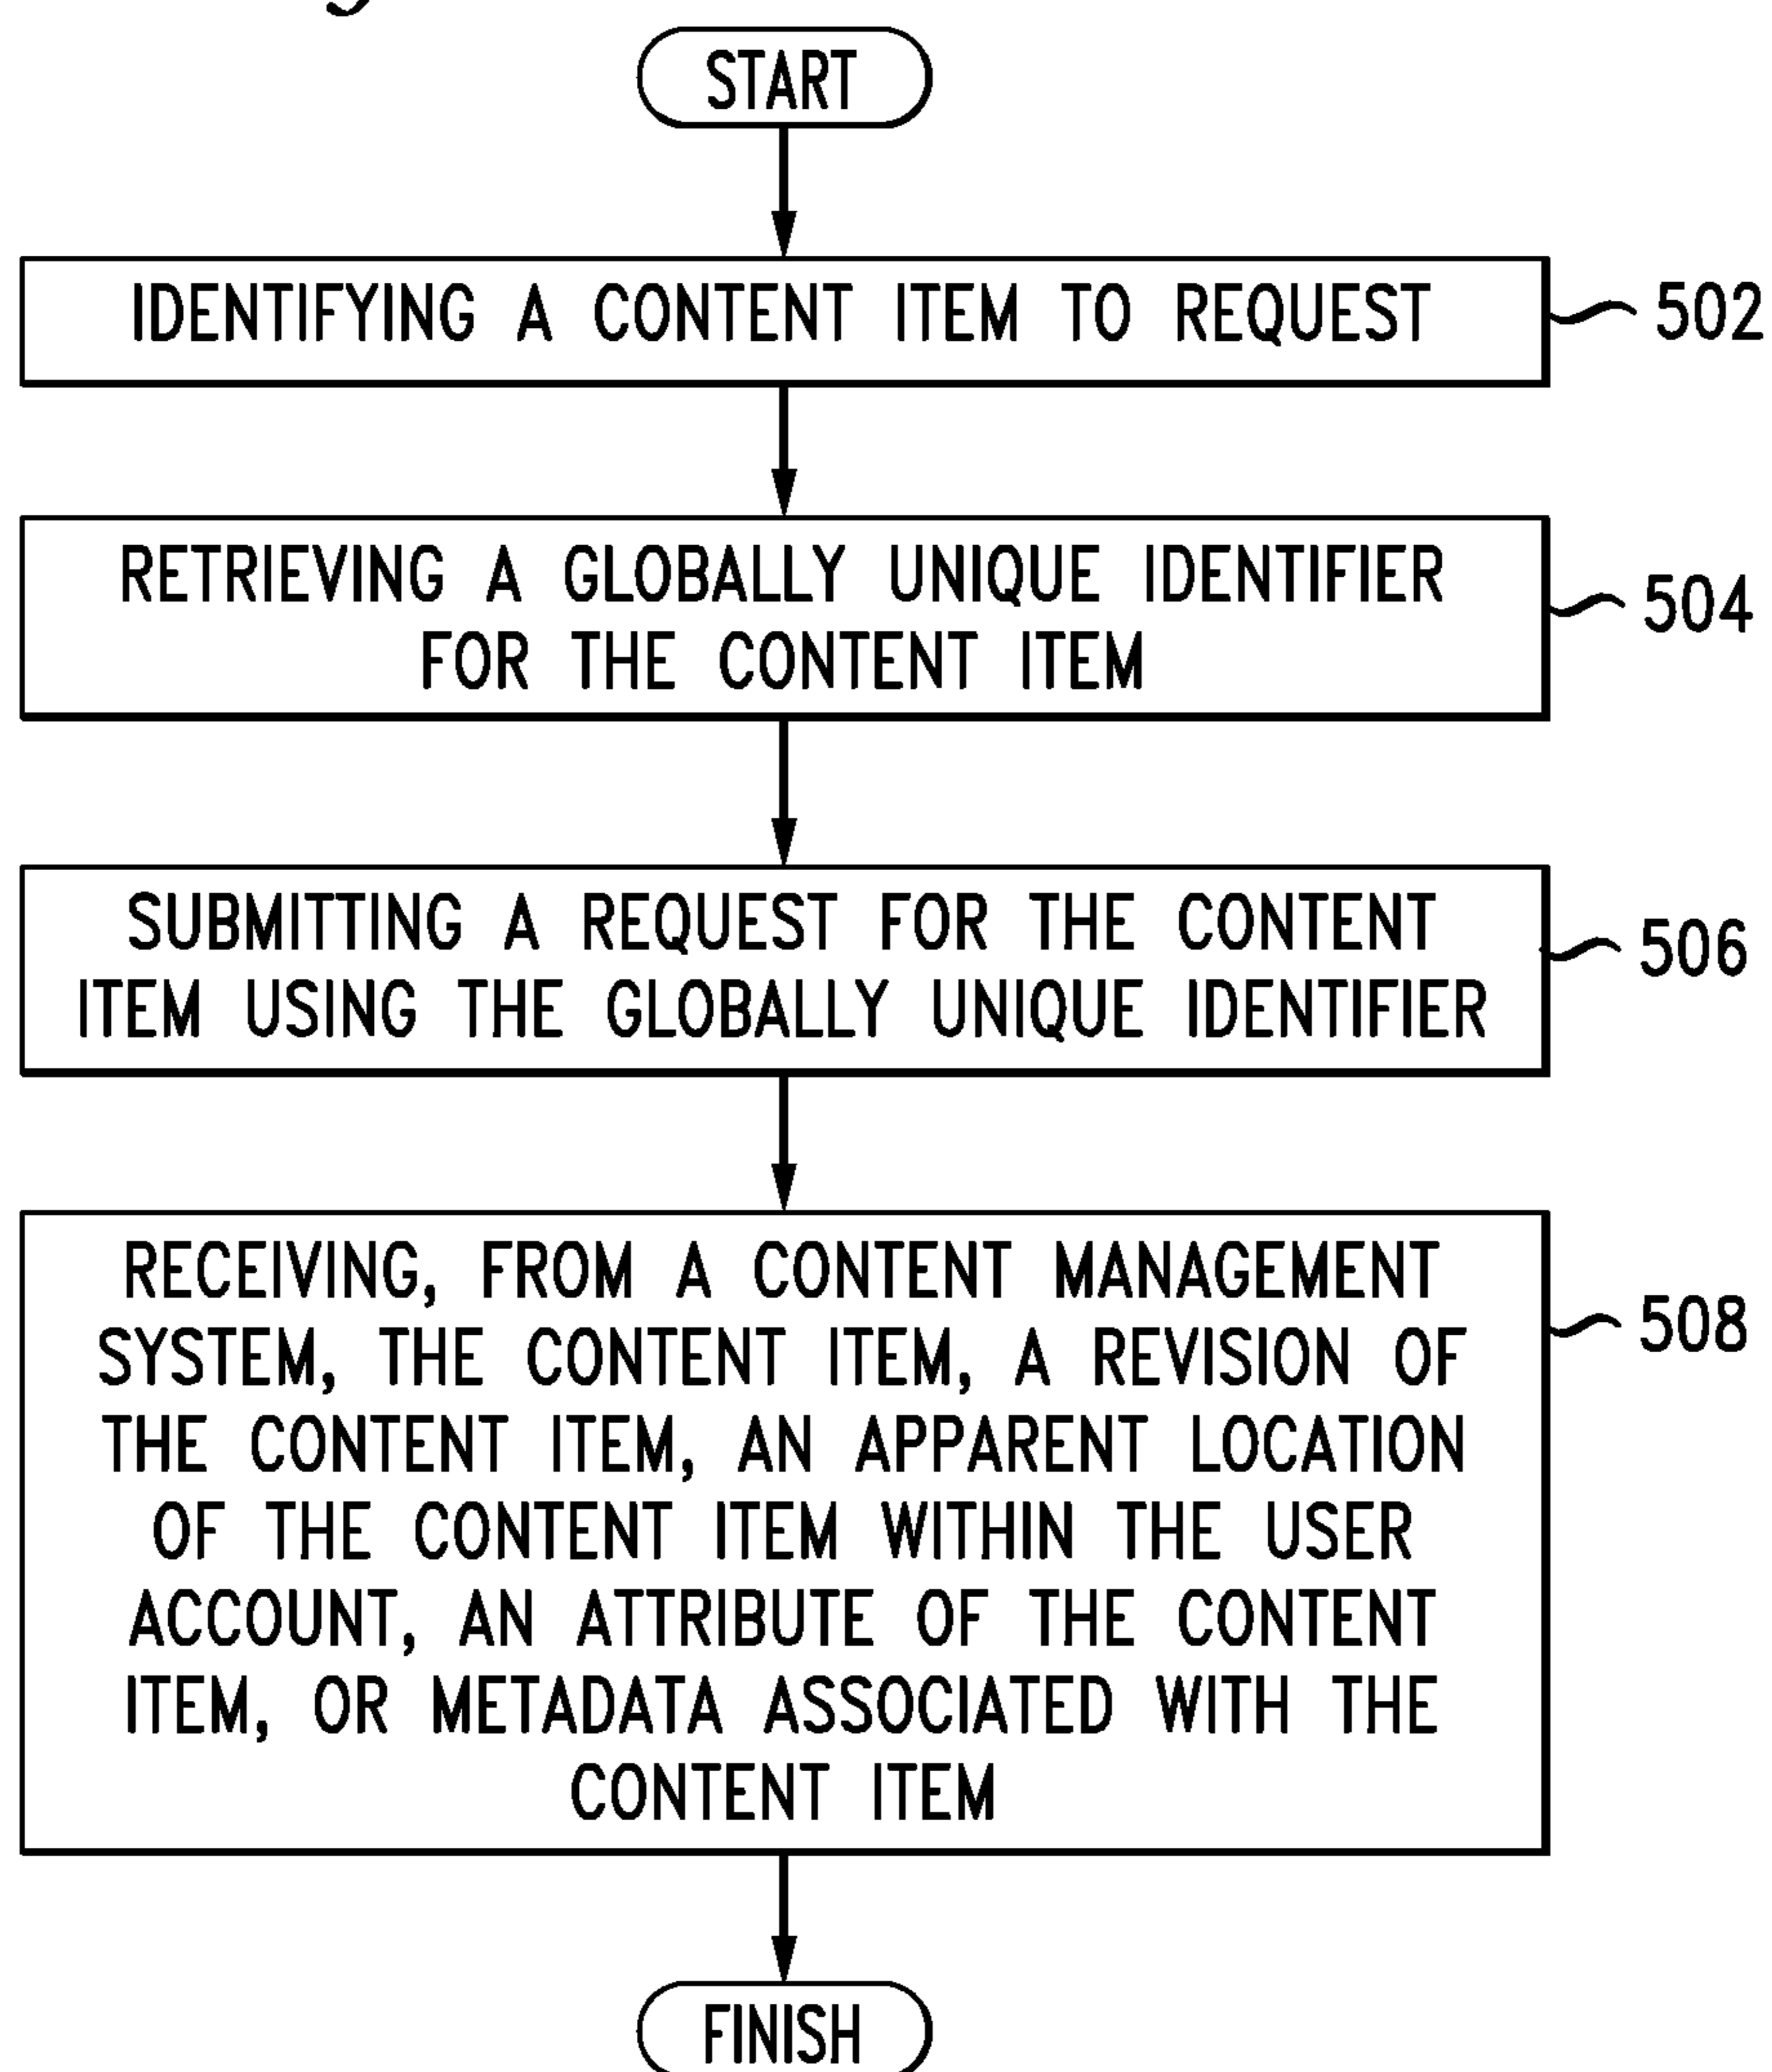 START
IDENTIFYING A CONTENT ITEM TO REQUEST
502
RETRIEVING A GLOBALLY UNIQUE IDENTIFIER
FOR THE CONTENT ITEM
504
SUBMITTING A REQUEST FOR THE CONTENT
ITEM USING THE GLOBALLY UNIQUE IDENTIFIER
506
RECEIVING, FROM A CONTENT MANAGEMENT
SYSTEM, THE CONTENT ITEM, A REVISION OF
THE CONTENT ITEM, AN APPARENT LOCATION
OF THE CONTENT ITEM WITHIN THE USER
ACCOUNT, AN ATTRIBUTE OF THE CONTENT
ITEM, OR METADATA ASSOCIATED WITH THE
CONTENT ITEM
508
FINISH